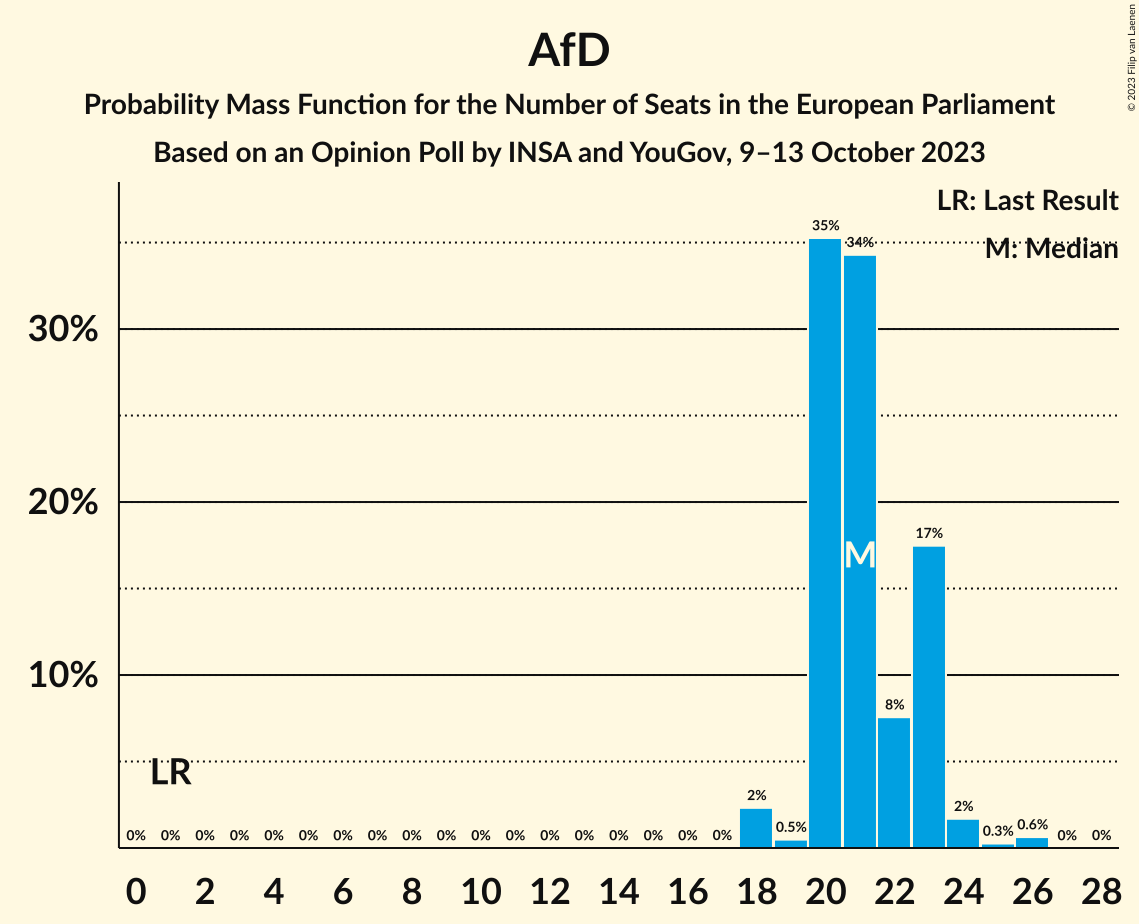 AfD
Probability Mass Function for the Number of Seats in the European Parliament
Based on an Opinion Poll by INSA and YouGov, 9–13 October 2023
© 2023 Filip van Laenen
LR: Last Result
M: Median
35%
34%
30%
20%
17%
M
10%
8%
LR
2%
0.5%
2%
0.3%
0.6%
0% 0% 0% 0% 0% 0% 0% 0% 0% 0% 0% 0% 0% 0% 0% 0% 0% 0% 0% 0%
0 2 4 6 8 10 12 14 16 18 20 22 24 26 28